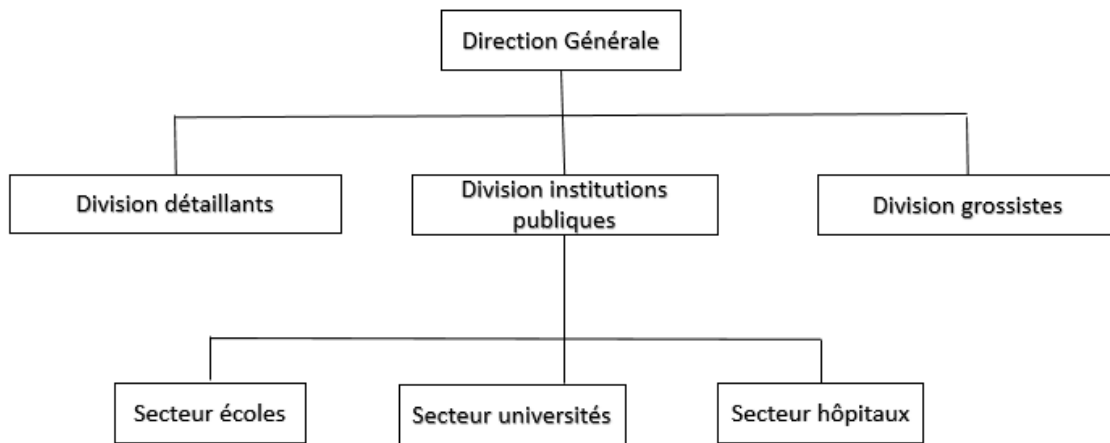 Direction Générale
Division détaillants
Division institutions
publiques
Division grossistes
Secteur écoles
Secteur universités
Secteur hôpitaux